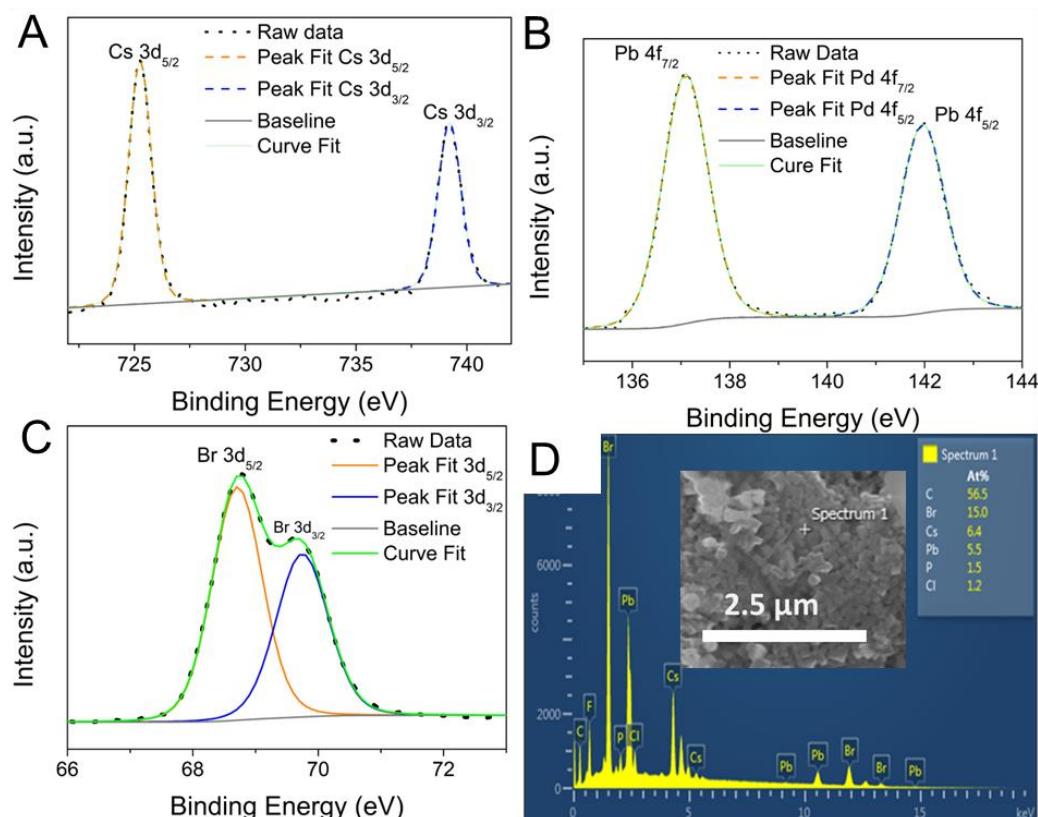 A
Cs 3d5/2
Raw data
Peak Fit Cs 3d5/2
Peak Fit Cs 3d3/2
Baseline
Curve Fit
Cs 3d3/2
Intensity (a.u.)
725 730 735 740
Binding Energy (eV)
B
Pb 4f7/2
Raw Data
Peak Fit Pd 4f7/2
Peak Fit Pd 4f5/2
Baseline
Cure Fit
Pb 4f5/2
Intensity (a.u.)
136 138 140 142 144
Binding Energy (eV)
C
Br 3d5/2
Br 3d3/2
Raw Data
Peak Fit 3d5/2
Peak Fit 3d3/2
Baseline
Curve Fit
Intensity (a.u.)
66 68 70 72
Binding Energy (eV)
D
Br
Spectrum 1
At%
C 56.5
Br 15.0
Cs 6.4
Pb 5.5
P 1.5
Cl 1.2
Spectrum 1
2.5 µm
6000
counts
2000
0
C
F
P
Pb
Cl
Cs
Cs
Pb
Pb
Br
Br
Pb
0 5 10 15 keV